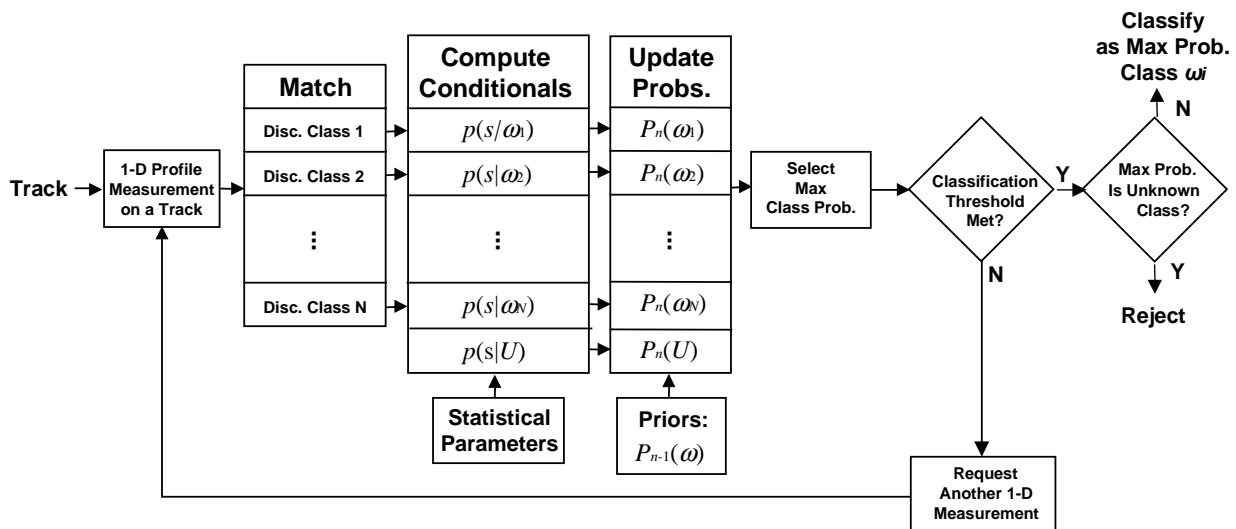 Track
1-D Profile
Measurement
on a Track
Match
Disc. Class 1
Disc. Class 2
⋮
Disc. Class N
Compute
Conditionals
p(s/ω1)
p(s|ω2)
⋮
p(s|ωN)
p(s|U)
Statistical
Parameters
Update
Probs.
Pn(ω1)
Pn(ω2)
⋮
Pn(ωN)
Pn(U)
Priors:
Pn-1(ω)
Select
Max
Class Prob.
Classification
Threshold
Met?
Y
N
Max Prob.
Is Unknown
Class?
N
Classify
as Max Prob.
Class ωi
Y
Reject
Request
Another 1-D
Measurement